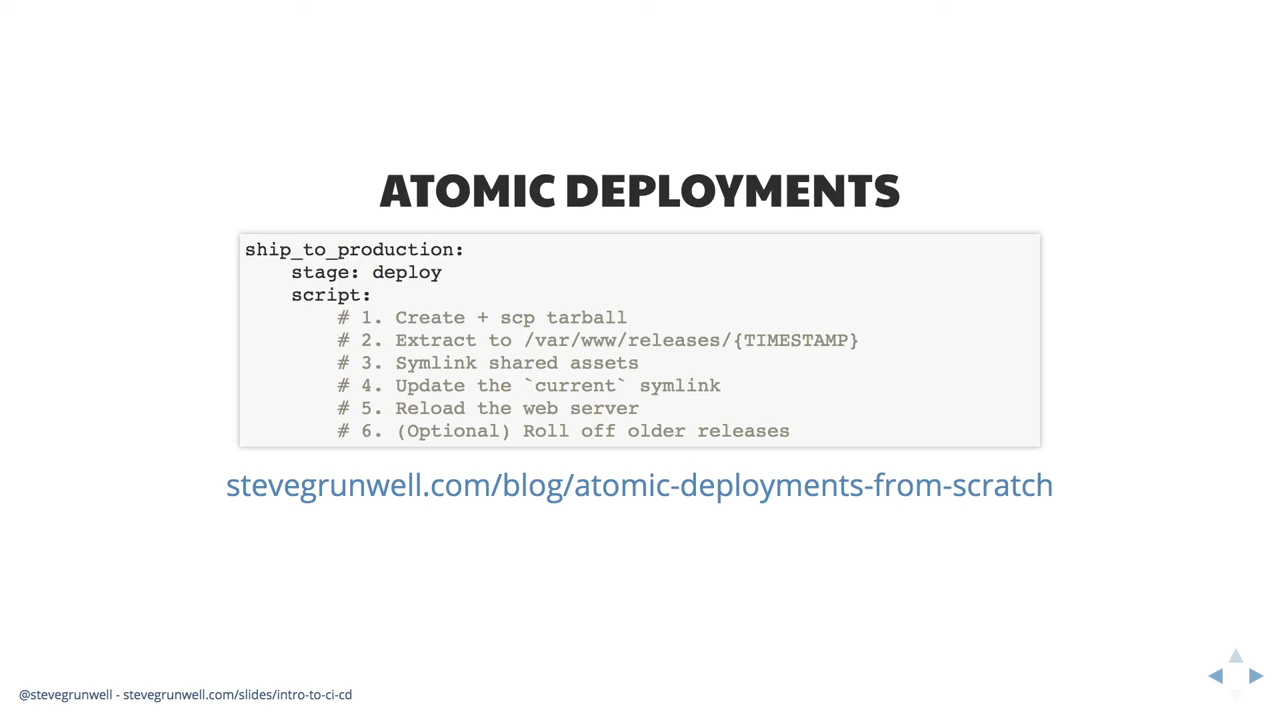 ATOMIC DEPLOYMENTS
ship_to_production:
    stage: deploy
    script:
        # 1. Create + scp tarball
        # 2. Extract to /var/www/releases/{TIMESTAMP}
        # 3. Symlink shared assets
        # 4. Update the `current` symlink
        # 5. Reload the web server
        # 6. (Optional) Roll off older releases
stevegrunwell.com/blog/atomic-deployments-from-scratch
@stevegrunwell - stevegrunwell.com/slides/intro-to-ci-cd